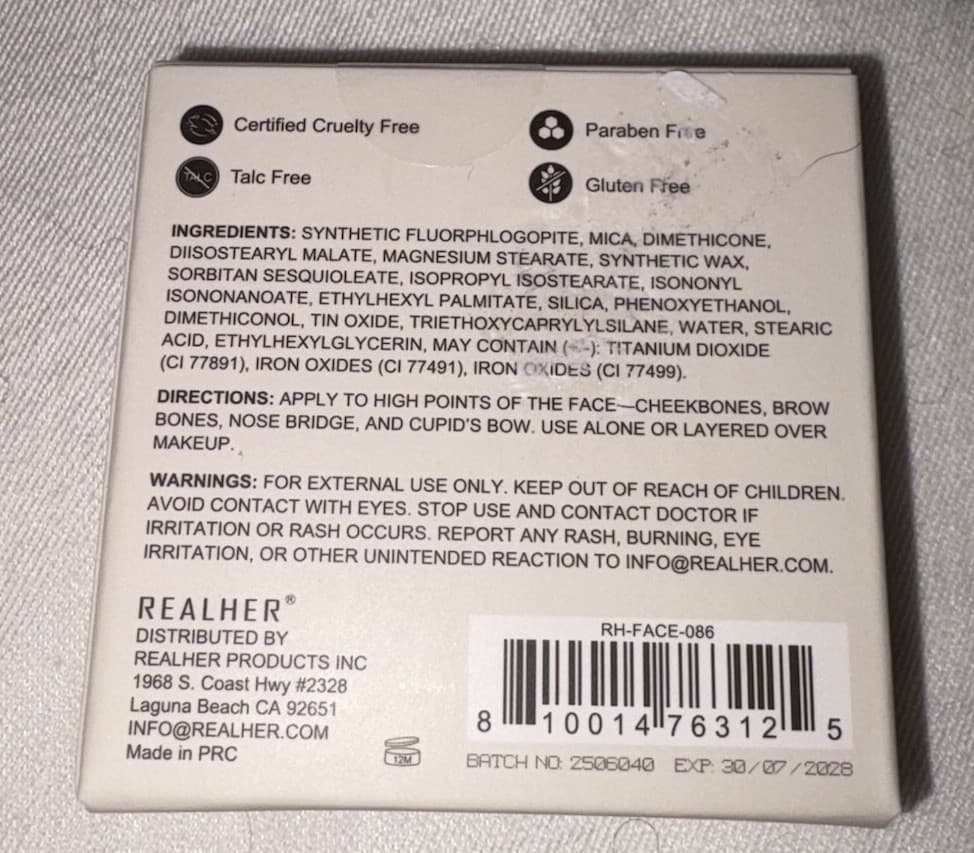 Certified Cruelty Free
Paraben Free
TALC
Talc Free
Gluten Free
INGREDIENTS: SYNTHETIC FLUORPHLOGOPITE, MICA, DIMETHICONE,
DIISOSTEARYL MALATE, MAGNESIUM STEARATE, SYNTHETIC WAX,
SORBITAN SESQUIOLEATE, ISOPROPYL ISOSTEARATE, ISONONYL
ISONONANOATE, ETHYLHEXYL PALMITATE, SILICA, PHENOXYETHANOL,
DIMETHICONOL, TIN OXIDE, TRIETHOXYCAPRYLYLSILANE, WATER, STEARIC
ACID, ETHYLHEXYLGLYCERIN, MAY CONTAIN : TITANIUM DIOXIDE
(CI 77891), IRON OXIDES (CI 77491), IRON OXIDES (CI 77499).
DIRECTIONS: APPLY TO HIGH POINTS OF THE FACE—CHEEKBONES, BROW
BONES, NOSE BRIDGE, AND CUPID'S BOW. USE ALONE OR LAYERED OVER
MAKEUP.
WARNINGS: FOR EXTERNAL USE ONLY. KEEP OUT OF REACH OF CHILDREN.
AVOID CONTACT WITH EYES. STOP USE AND CONTACT DOCTOR IF
IRRITATION OR RASH OCCURS. REPORT ANY RASH, BURNING, EYE
IRRITATION, OR OTHER UNINTENDED REACTION TO INFO@REALHER.COM.
REALHER®
DISTRIBUTED BY
REALHER PRODUCTS INC
1968 S. Coast Hwy #2328
Laguna Beach CA 92651
INFO@REALHER.COM
Made in PRC
12M
RH-FACE-086
8 10014 76312 5
BATCH NO: 2506040 EXP: 30/07/2028